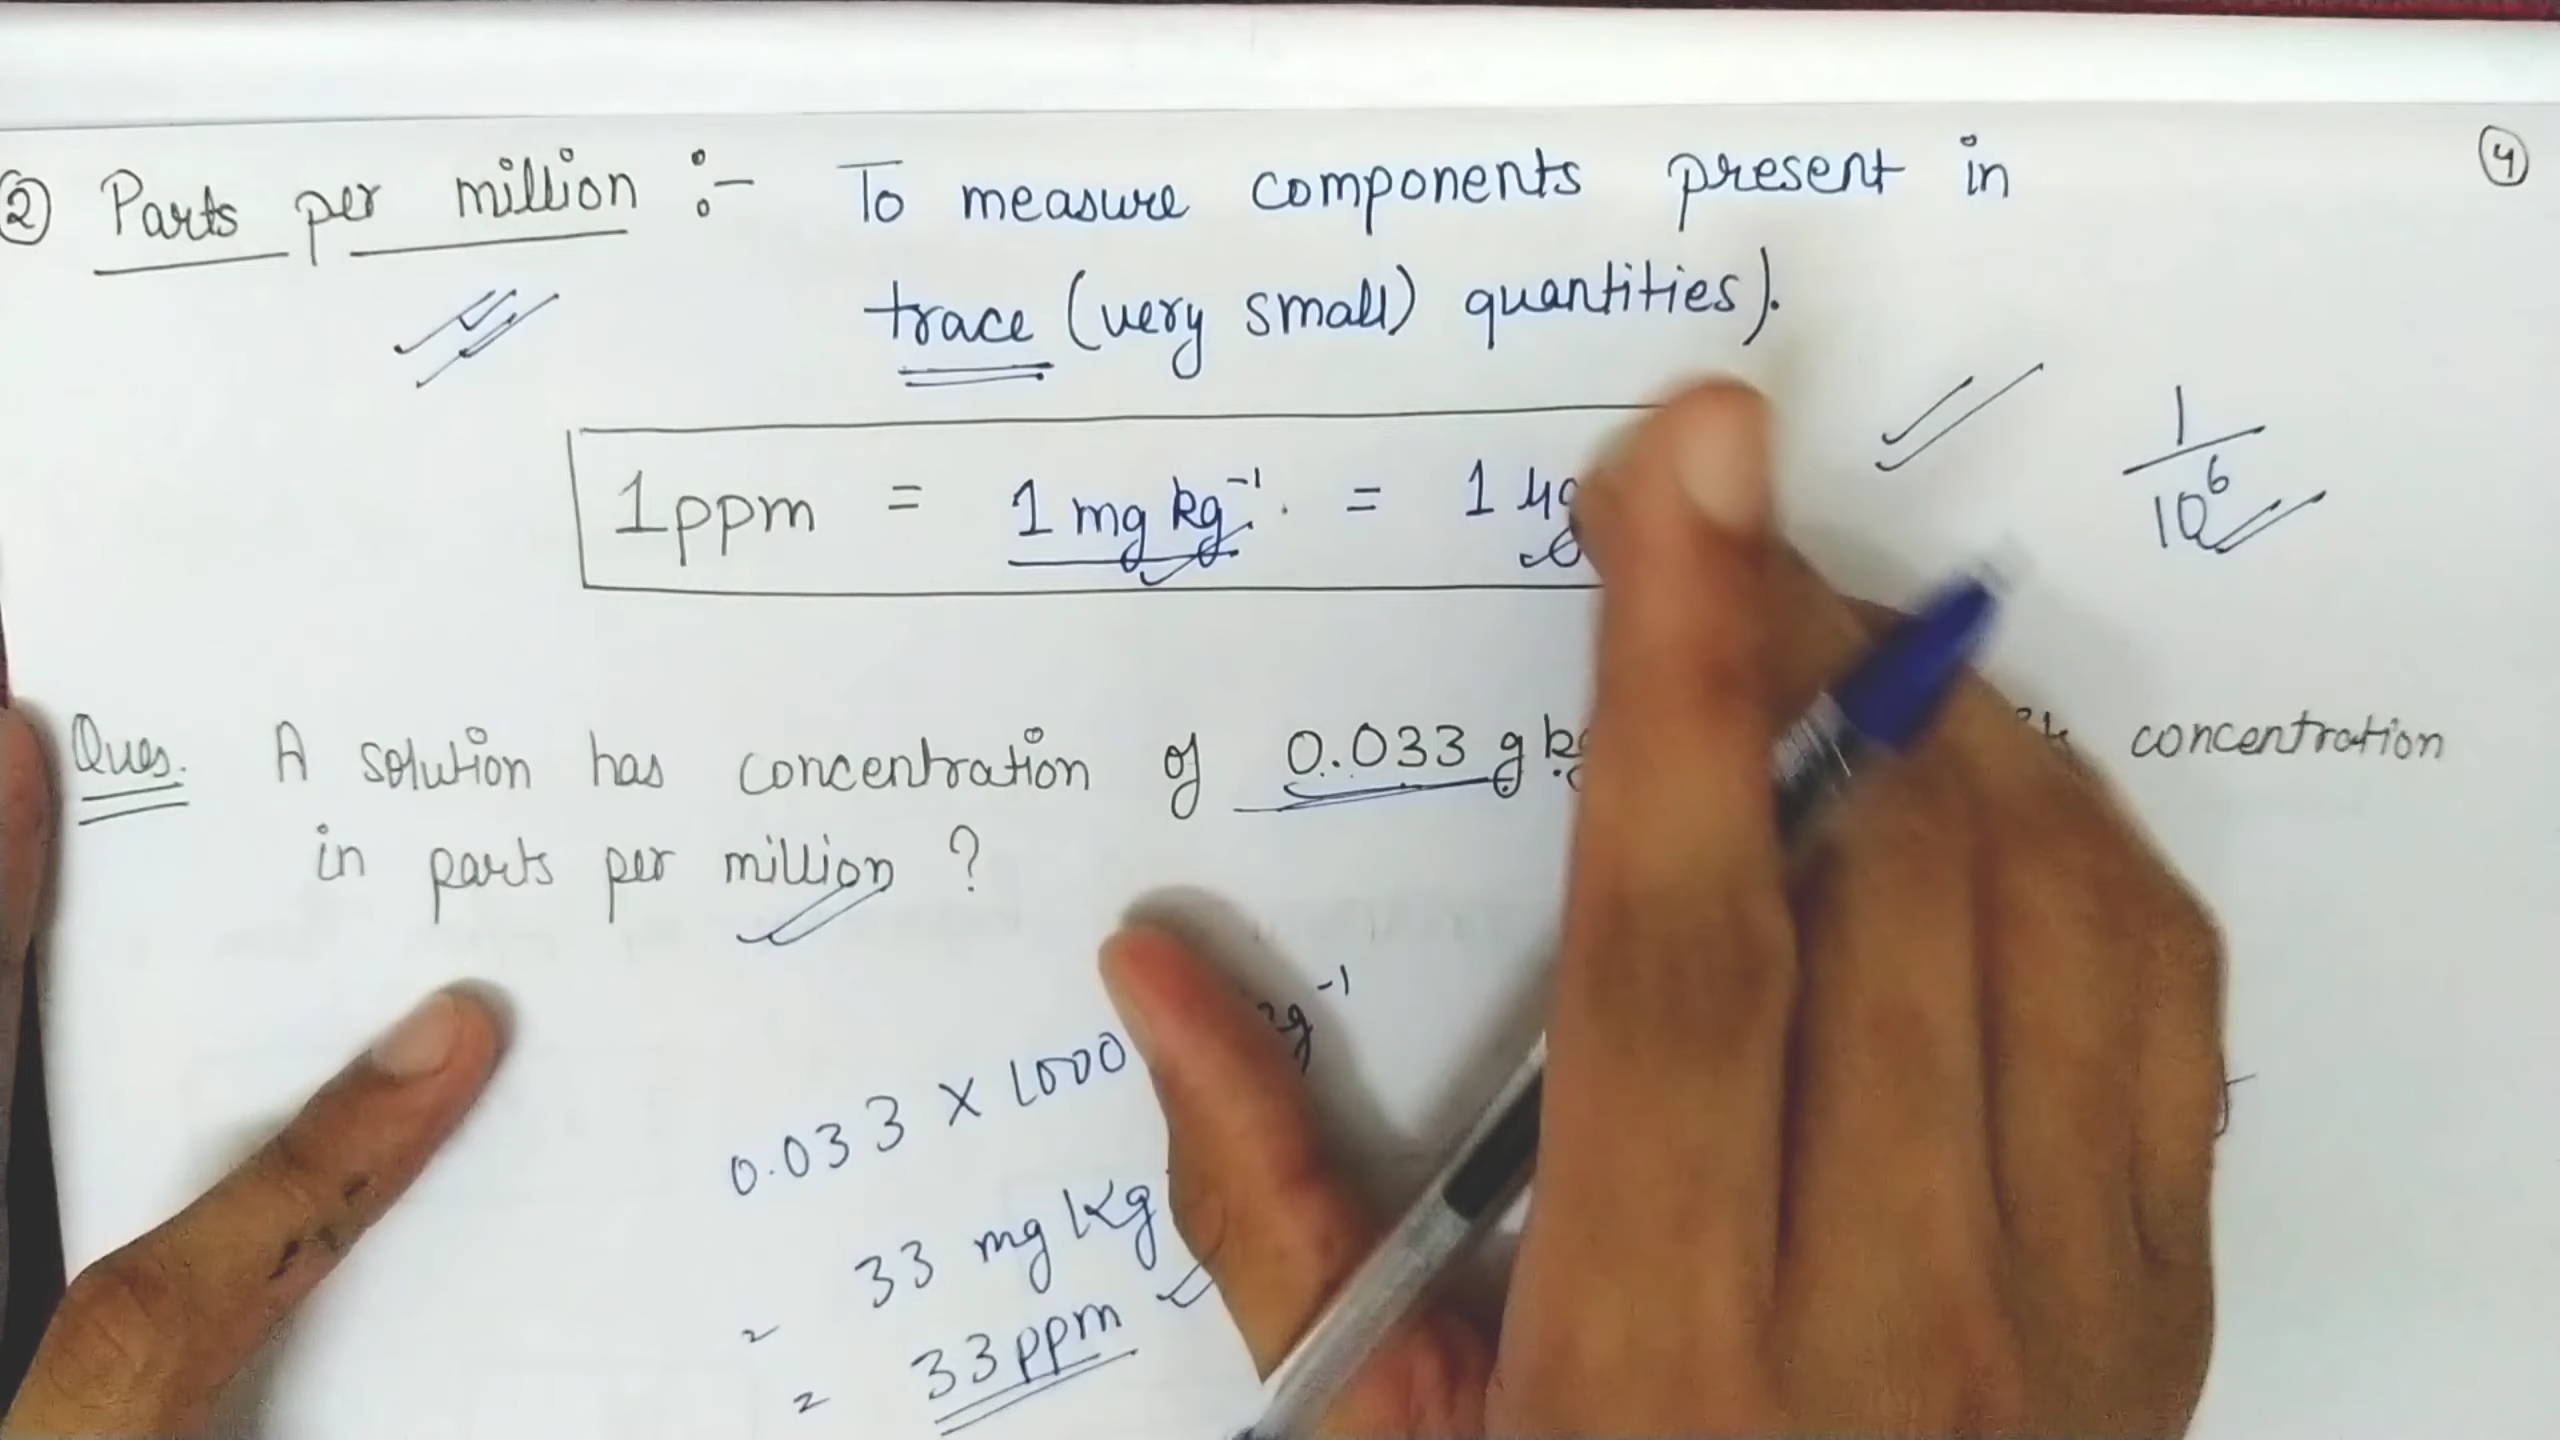 ② Parts per million :- To measure components present in
④
trace (very small) quantities).
1ppm = 1 mg kg⁻¹ = 1 μg
1/10⁶
Ques. A solution has concentration of 0.033 g concentration
in parts per million ?
0.033 × 1000
= 33 mg Kg
= 33 ppm